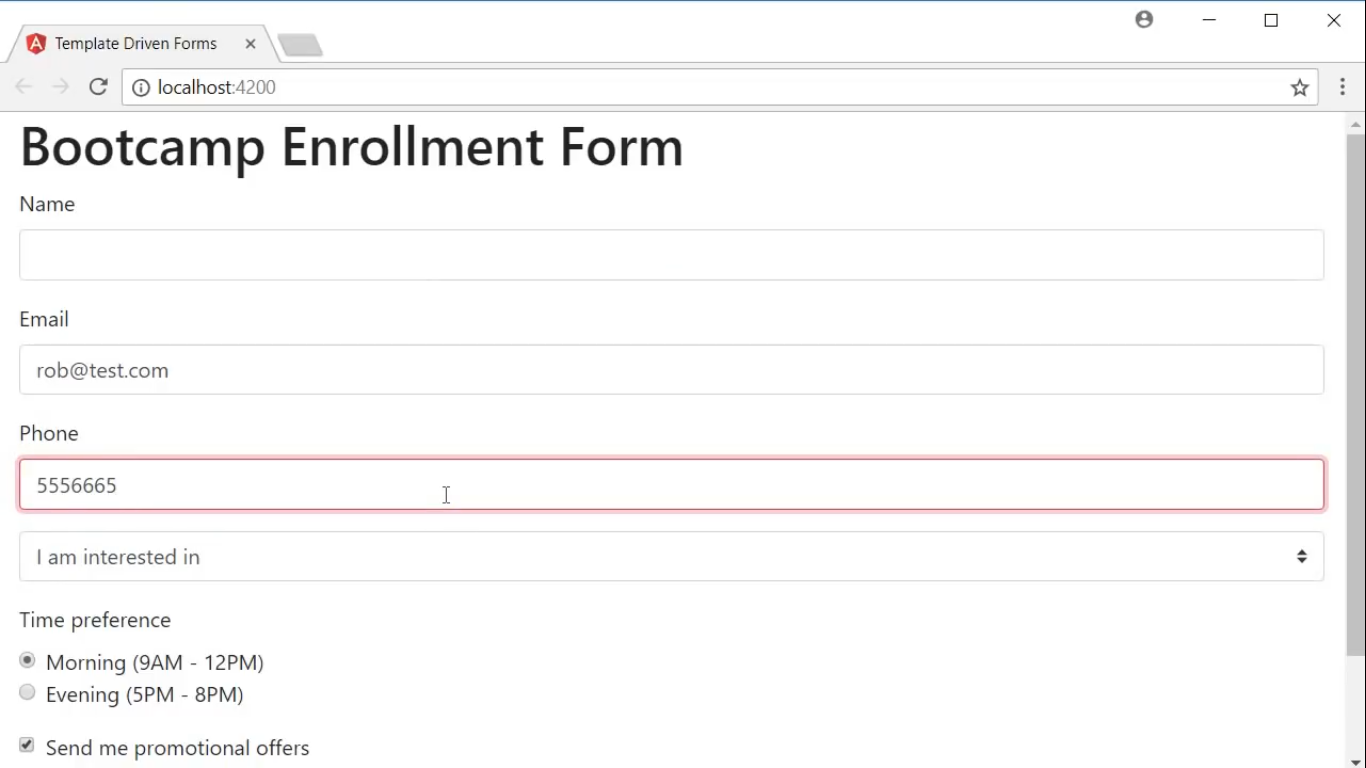 Template Driven Forms
localhost:4200
Bootcamp Enrollment Form
Name
Email
rob@test.com
Phone
5556665
I am interested in
Time preference
Morning (9AM - 12PM)
Evening (5PM - 8PM)
Send me promotional offers